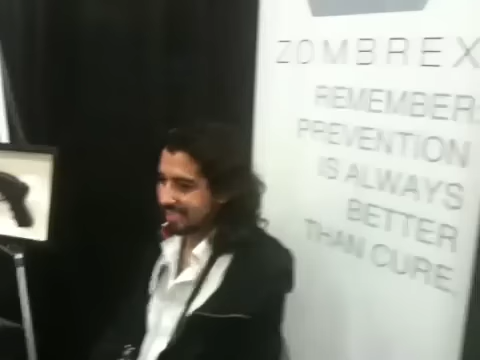 ZOMBREX
REMEMBER:
PREVENTION
IS ALWAYS
BETTER
THAN CURE.